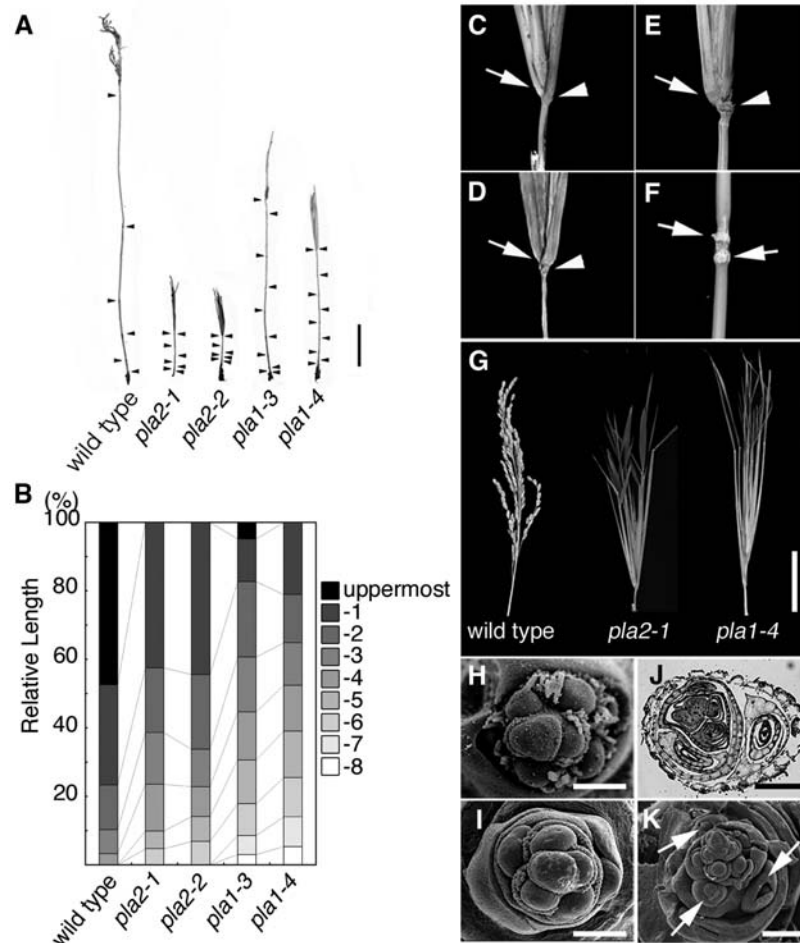 A
wild type
pla2-1
pla2-2
pla1-3
pla1-4
B
(%)
100
80
60
40
20
Relative Length
uppermost
-1
-2
-3
-4
-5
-6
-7
-8
wild type
pla2-1
pla2-2
pla1-3
pla1-4
C
E
D
F
G
wild type
pla2-1
pla1-4
H
J
I
K